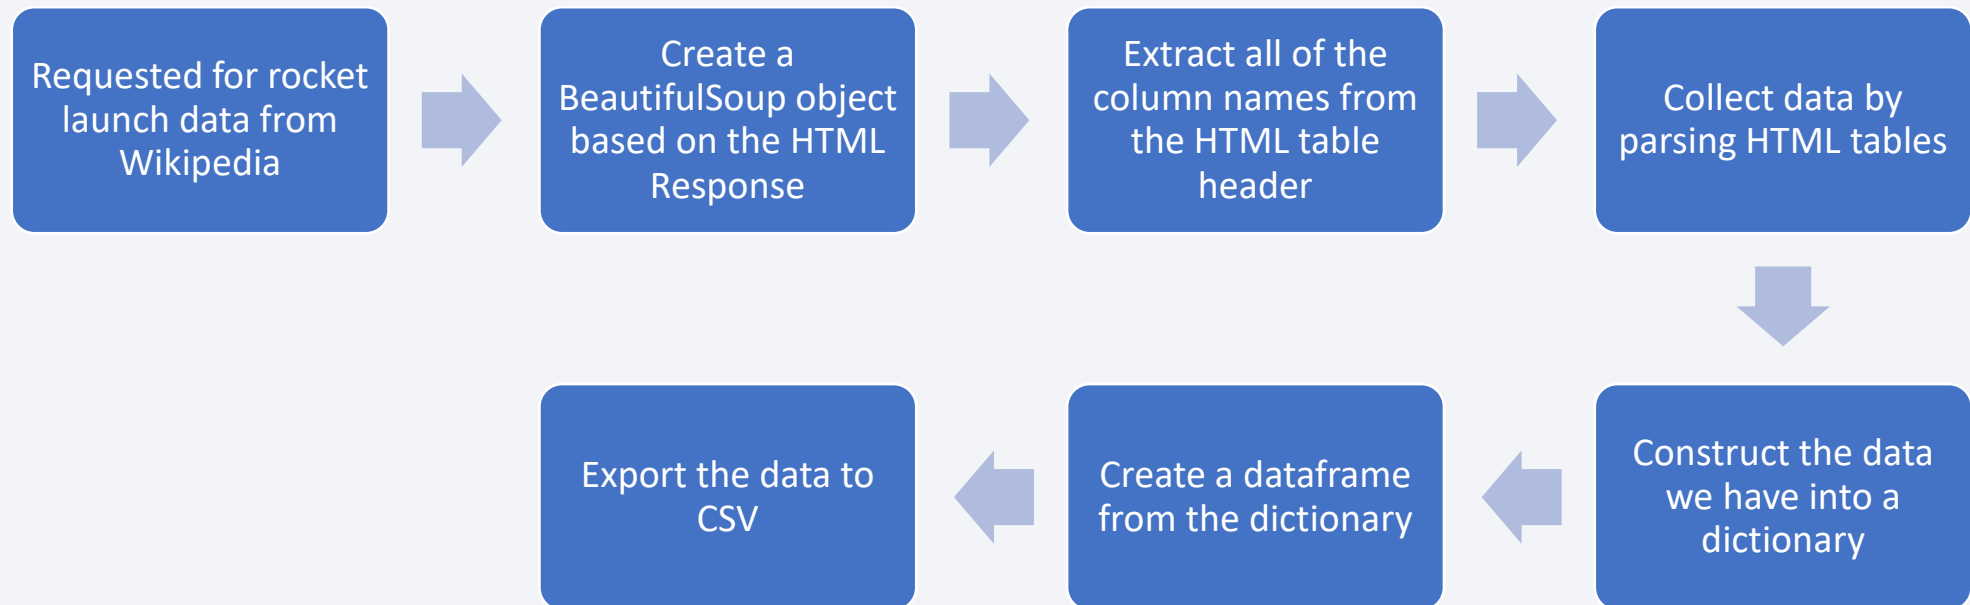 Requested for rocket
launch data from
Wikipedia
Create a
BeautifulSoup object
based on the HTML
Response
Extract all of the
column names from
the HTML table
header
Collect data by
parsing HTML tables
Construct the data
we have into a
dictionary
Create a dataframe
from the dictionary
Export the data to
CSV